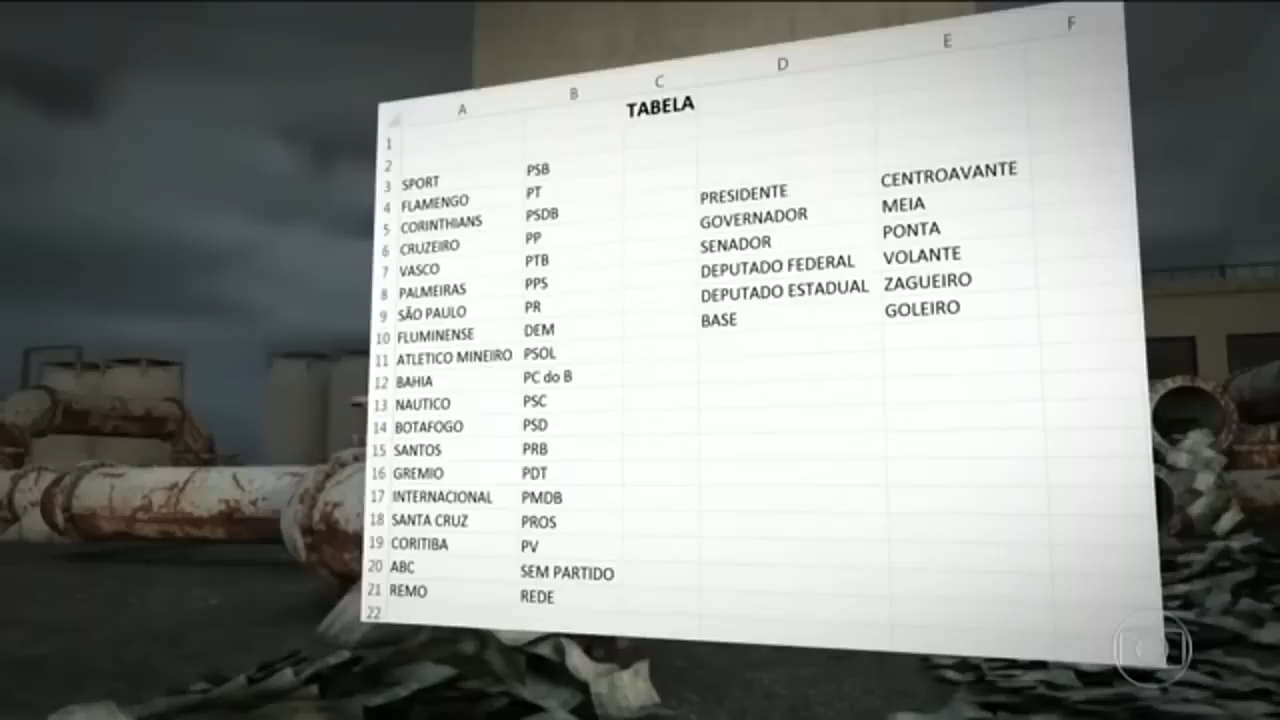 A B C D E F
TABELA
1
2
3 SPORT PSB
4 FLAMENGO PT PRESIDENTE CENTROAVANTE
5 CORINTHIANS PSDB GOVERNADOR MEIA
6 CRUZEIRO PP SENADOR PONTA
7 VASCO PTB DEPUTADO FEDERAL VOLANTE
8 PALMEIRAS PPS DEPUTADO ESTADUAL ZAGUEIRO
9 SÃO PAULO PR BASE GOLEIRO
10 FLUMINENSE DEM
11 ATLETICO MINEIRO PSOL
12 BAHIA PC do B
13 NAUTICO PSC
14 BOTAFOGO PSD
15 SANTOS PRB
16 GREMIO PDT
17 INTERNACIONAL PMDB
18 SANTA CRUZ PROS
19 CORITIBA PV
20 ABC SEM PARTIDO
21 REMO REDE
22